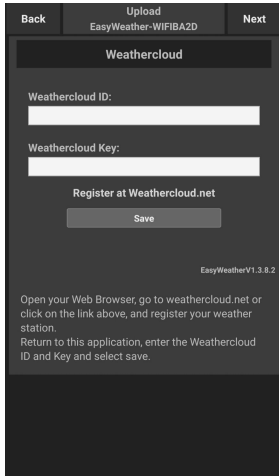 Back
Upload
EasyWeather-WIFIBA2D
Next
Weathercloud
Weathercloud ID:
Weathercloud Key:
Register at Weathercloud.net
Save
EasyWeatherV1.3.8.2
Open your Web Browser, go to weathercloud.net or
click on the link above, and register your weather
station.
Return to this application, enter the Weathercloud
ID and Key and select save.